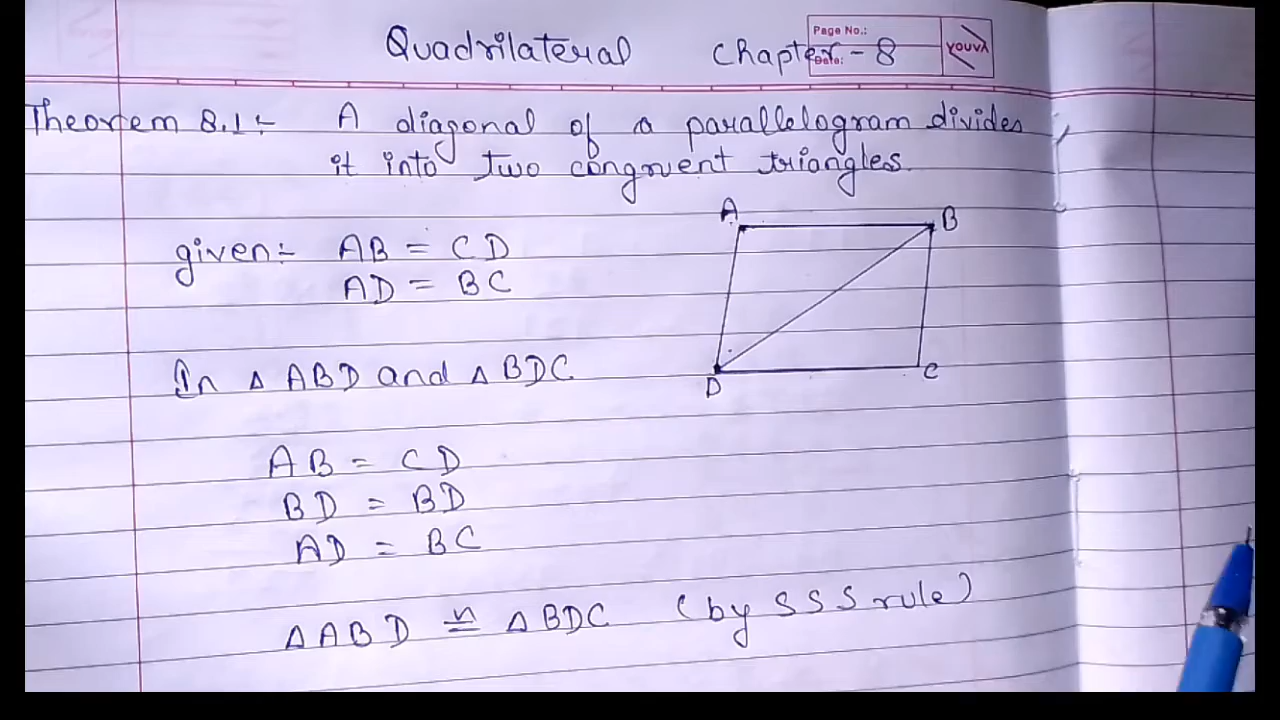 Quadrilateral Chapter - 8
Page No.:
Date:
YOUVA
Theorem 8.1 :- A diagonal of a parallelogram divides
it into two congruent triangles.
A
B
given :- AB = CD
AD = BC
In △ ABD and △ BDC
D
C
AB = CD
BD = BD
AD = BC
△ABD ≅ △BDC (by SSS rule)